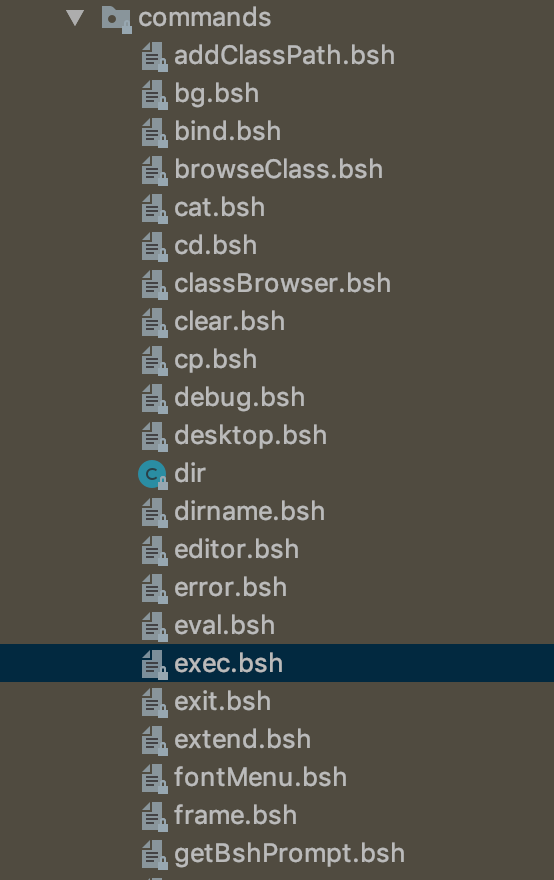 commands
addClassPath.bsh
bg.bsh
bind.bsh
browseClass.bsh
cat.bsh
cd.bsh
classBrowser.bsh
clear.bsh
cp.bsh
debug.bsh
desktop.bsh
C dir
dirname.bsh
editor.bsh
error.bsh
eval.bsh
exec.bsh
exit.bsh
extend.bsh
fontMenu.bsh
frame.bsh
getBshPrompt.bsh